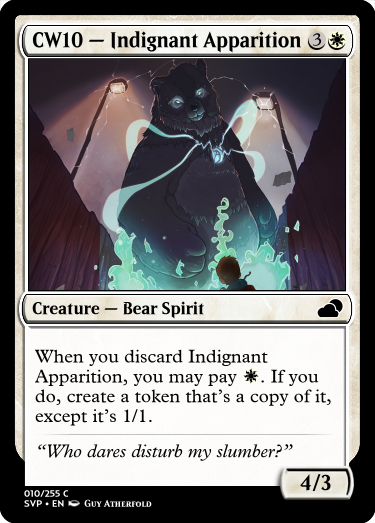 CW10 — Indignant Apparition 3
Creature — Bear Spirit
When you discard Indignant
Apparition, you may pay . If you
do, create a token that's a copy of it,
except it's 1/1.
“Who dares disturb my slumber?”
4/3
010/255 C
SVP • EN Guy Atherfold